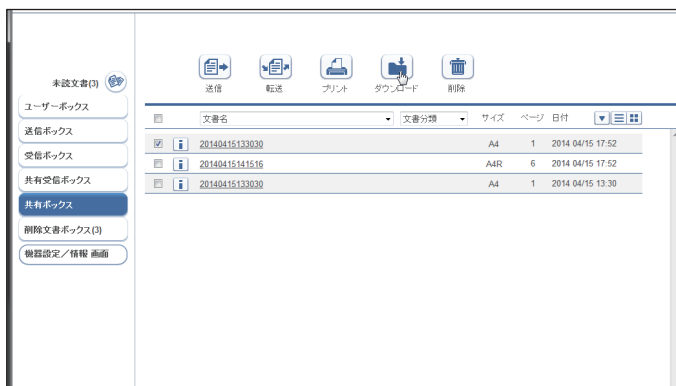 送信 転送 プリント ダウンロード 削除
未読文書(3)
ユーザーボックス
送信ボックス
受信ボックス
共有受信ボックス
共有ボックス
削除文書ボックス(3)
機器設定／情報 画面
文書名 文書分類 サイズ ページ 日付
20140415133030 A4 1 2014 04/15 17:52
20140415141516 A4R 6 2014 04/15 17:52
20140415133030 A4 1 2014 04/15 13:30